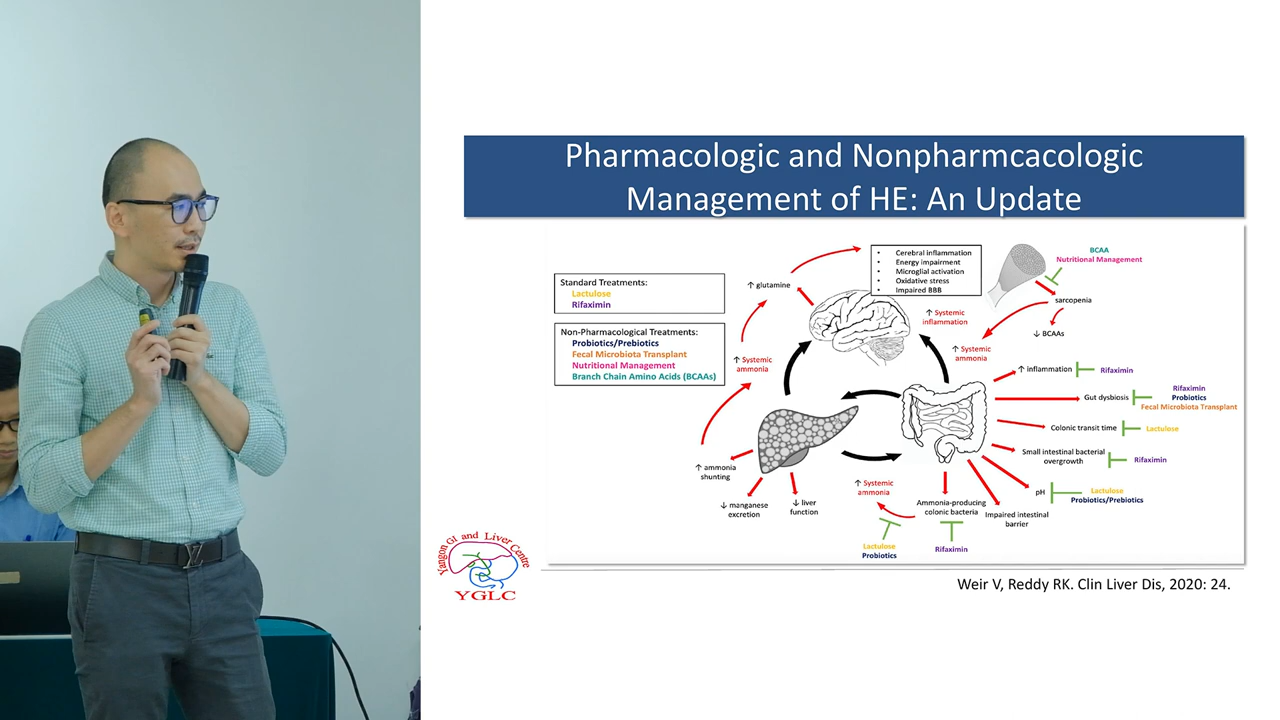 Pharmacologic and Nonpharmcacologic
Management of HE: An Update
Standard Treatments:
Lactulose
Rifaximin
Non-Pharmacological Treatments:
Probiotics/Prebiotics
Fecal Microbiota Transplant
Nutritional Management
Branch Chain Amino Acids (BCAAs)
↑ glutamine
• Cerebral inflammation
• Energy impairment
• Microglial activation
• Oxidative stress
• Impaired BBB
BCAA
Nutritional Management
sarcopenia
↓ BCAAs
↑ Systemic
inflammation
↑ Systemic
ammonia
↑ Systemic
ammonia
↑ inflammation
Rifaximin
Gut dysbiosis
Rifaximin
Probiotics
Fecal Microbiota Transplant
Colonic transit time
Lactulose
Small intestinal bacterial
overgrowth
Rifaximin
pH
Lactulose
Probiotics/Prebiotics
↑ ammonia
shunting
↓ manganese
excretion
↓ liver
function
↑ Systemic
ammonia
Ammonia-producing
colonic bacteria
Impaired intestinal
barrier
Lactulose
Probiotics
Rifaximin
Yangon GI and Liver Centre
YGLC
Weir V, Reddy RK. Clin Liver Dis, 2020: 24.